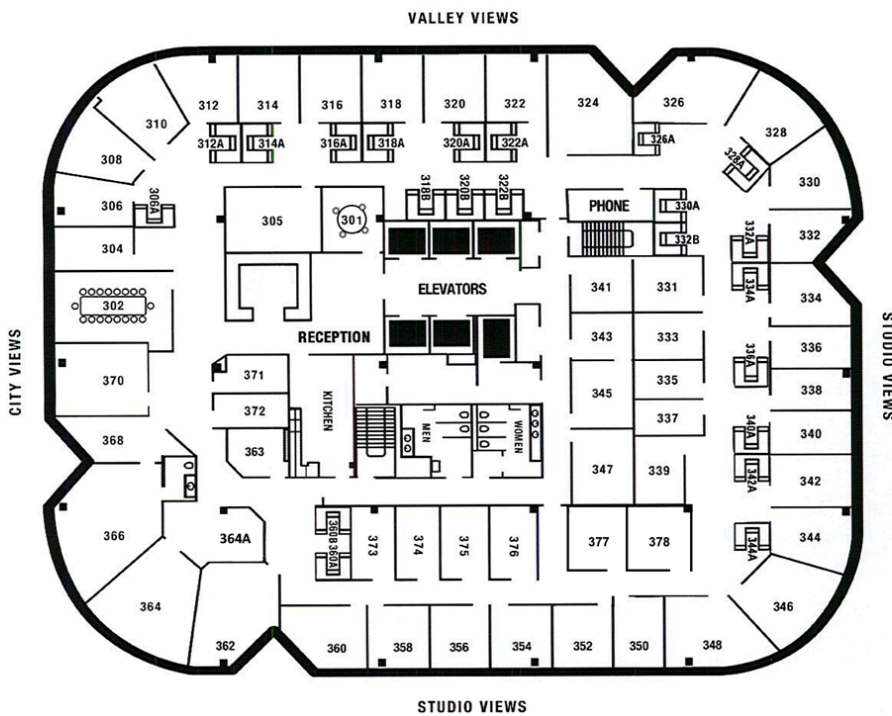 VALLEY VIEWS
312
314
316
318
320
322
324
326
310
328
308
312A
314A
316A
318A
320A
322A
326A
328A
330
306
306A
305
301
318B
320B
322B
PHONE
330A
332
304
332B
332A
302
ELEVATORS
341
331
334A
334
RECEPTION
343
333
336A
336
CITY VIEWS
STUDIO VIEWS
370
371
KITCHEN
345
335
338
372
337
340A
340
368
363
MEN
WOMEN
347
339
342A
342
366
364A
360B
360A
373
374
375
376
377
378
344A
344
364
346
362
360
358
356
354
352
350
348
STUDIO VIEWS